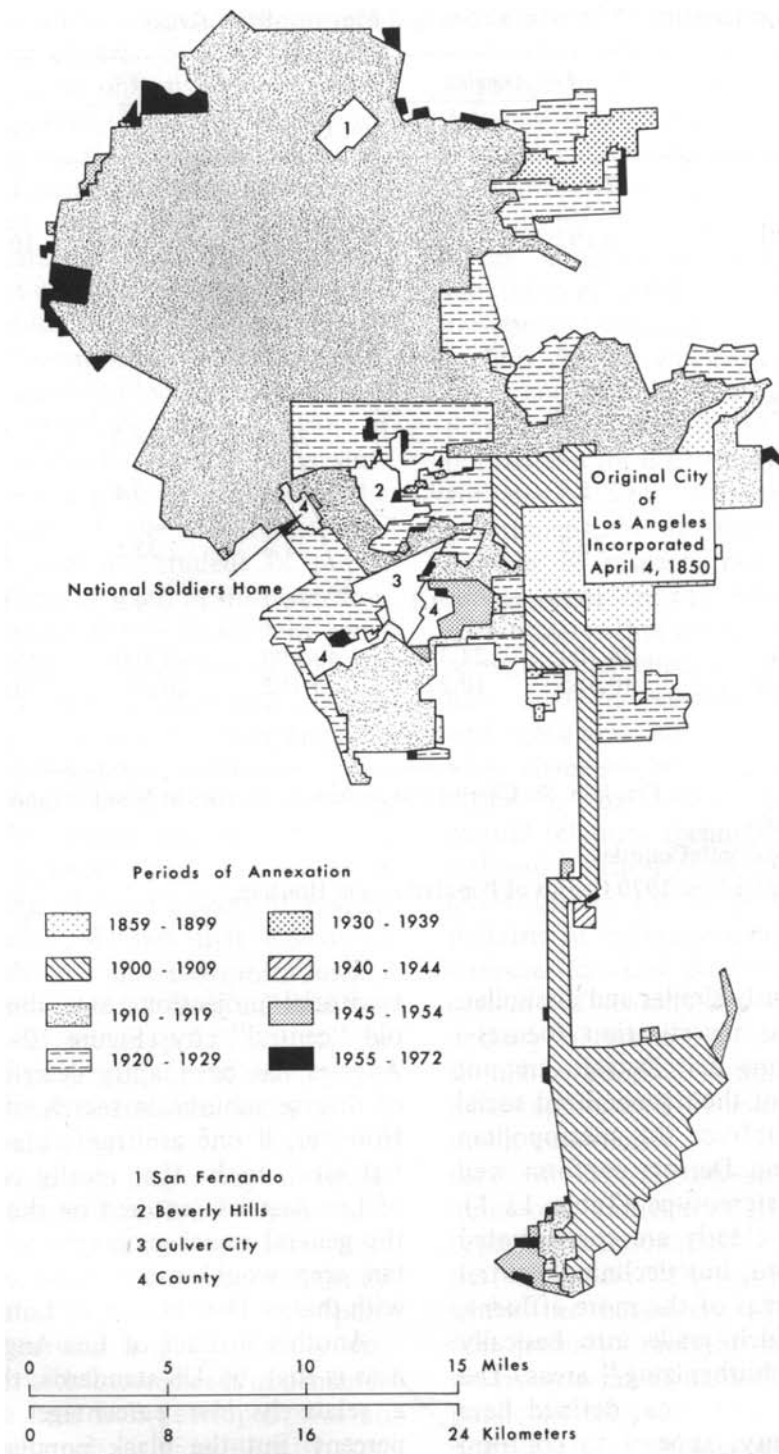 1
Original City
of
Los Angeles
Incorporated
April 4, 1850
4
2
4
National Soldiers Home
3
4
4
Periods of Annexation
1859 - 1899
1930 - 1939
1900 - 1909
1940 - 1944
1910 - 1919
1945 - 1954
1920 - 1929
1955 - 1972
1 San Fernando
2 Beverly Hills
3 Culver City
4 County
0 5 10 15 Miles
0 8 16 24 Kilometers